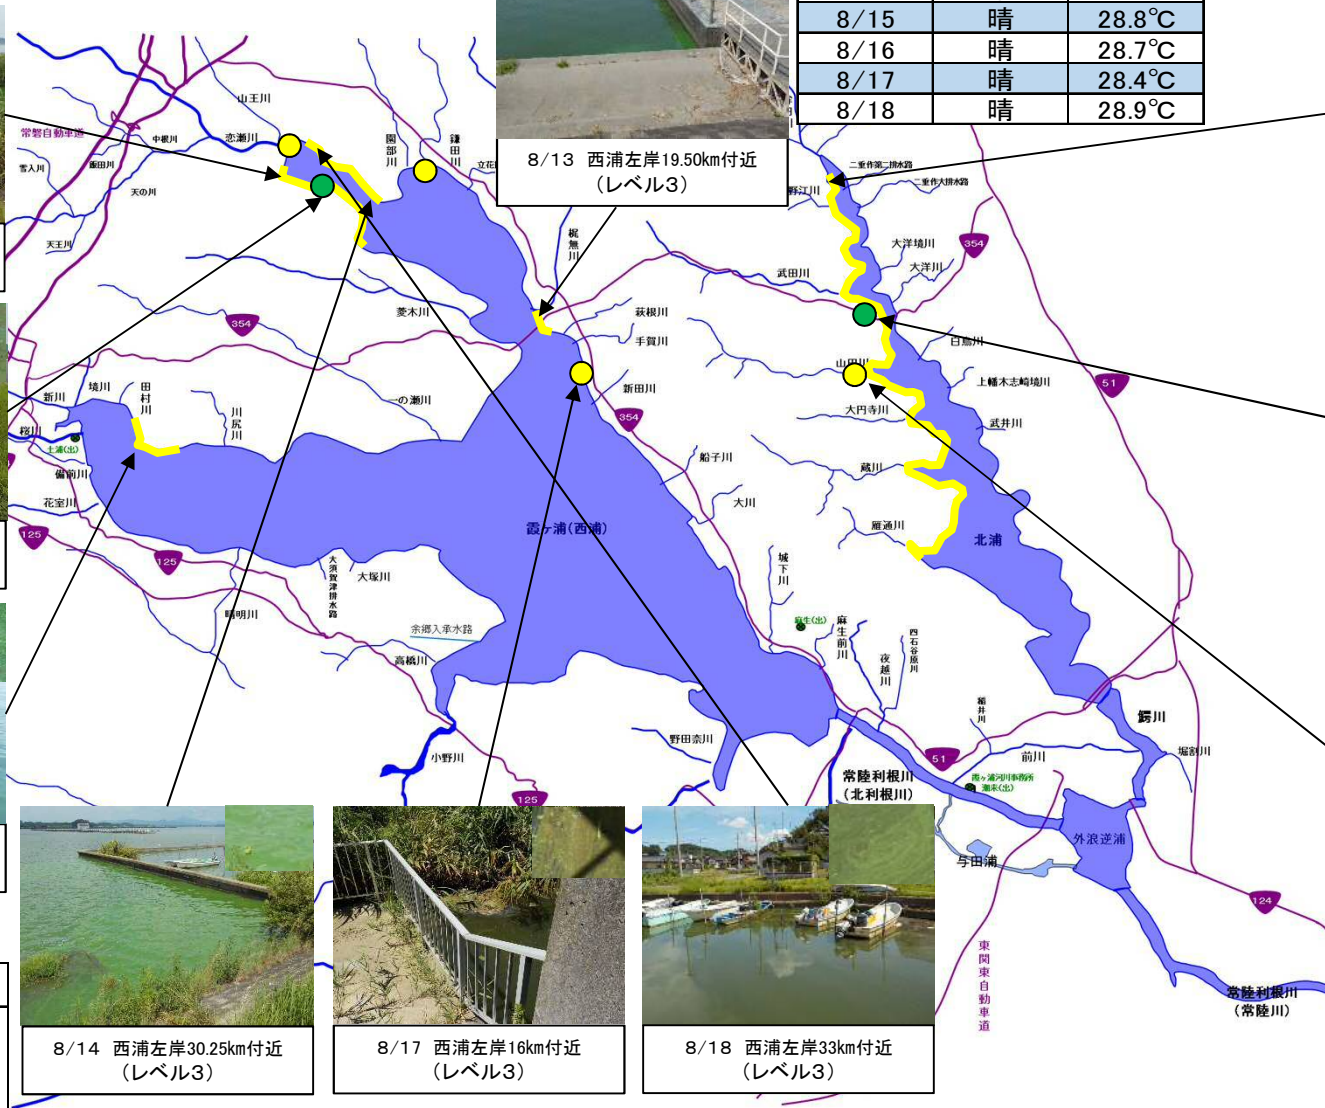 8/15 晴 28.8℃
8/16 晴 28.7℃
8/17 晴 28.4℃
8/18 晴 28.9℃
8/13 西浦左岸19.50km付近
(レベル3)
山王川
常磐自動車道
中根川
恋瀬川
園部川
鎌田川
雪入川
飯田川
天の川
天王川
二重作第二排水路
二重作大排水路
野江川
大洋境川
大洋川
354
武田川
梶無川
萩根川
手賀川
菱木川
354
白鳥川
山田川
上幡木志崎境川
51
新田川
354
大円寺川
武井川
境川
田村川
新川
川尻川
一の瀬川
桜川
土浦(出)
備前川
花室川
船子川
大川
蔵川
雁通川
霞ヶ浦(西浦)
北浦
125
125
大須賀津排水路
大塚川
清明川
余郷入承水路
高橋川
城下川
麻生(出)
麻生前川
夜越川
四石谷原川
稲井川
鰐川
堀割川
前川
51
霞ヶ浦河川事務所
潮来(出)
野田奈川
小野川
125
常陸利根川
(北利根川)
外浪逆浦
与田浦
124
東関東自動車道
常陸利根川
(常陸川)
8/14 西浦左岸30.25km付近
(レベル3)
8/17 西浦左岸16km付近
(レベル3)
8/18 西浦左岸33km付近
(レベル3)